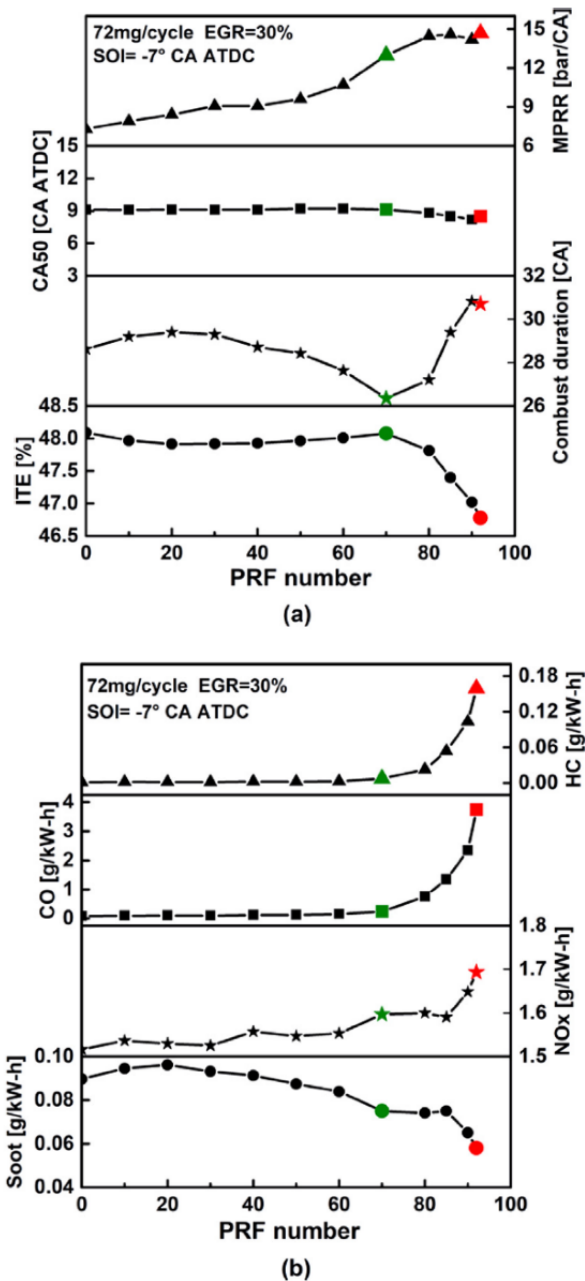 72mg/cycle EGR=30%
SOI= -7° CA ATDC
15
12
9
6
MPRR [bar/CA]
15
12
9
6
3
CA50 [CA ATDC]
32
30
28
26
Combust duration [CA]
48.5
48.0
47.5
47.0
46.5
ITE [%]
0 20 40 60 80 100
PRF number
(a)
72mg/cycle EGR=30%
SOI= -7° CA ATDC
0.18
0.12
0.06
0.00
HC [g/kW-h]
4
3
2
1
0
CO [g/kW-h]
1.8
1.7
1.6
1.5
NOx [g/kW-h]
0.10
0.08
0.06
0.04
Soot [g/kW-h]
0 20 40 60 80 100
PRF number
(b)